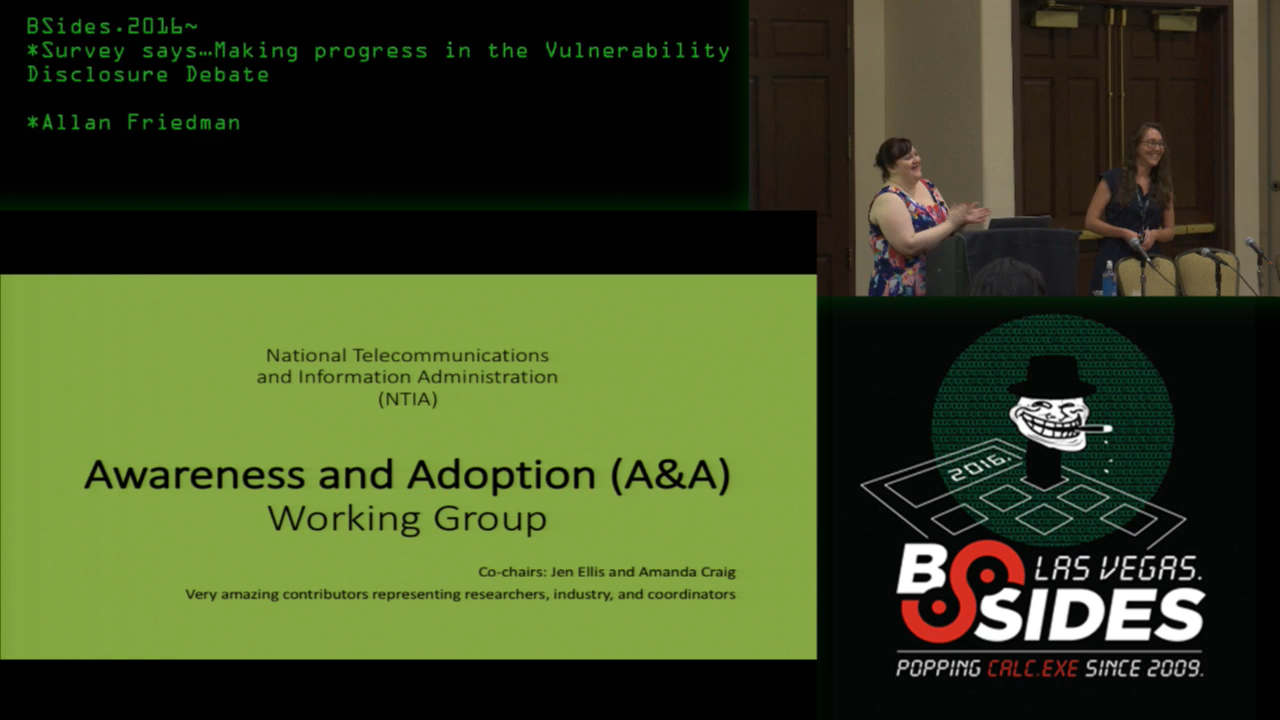 BSides.2016~
*Survey says…Making progress in the Vulnerability
Disclosure Debate
*Allan Friedman
National Telecommunications
and Information Administration
(NTIA)
Awareness and Adoption (A&A)
Working Group
Co-chairs: Jen Ellis and Amanda Craig
Very amazing contributors representing researchers, industry, and coordinators
2016.
BSIDES
LAS VEGAS.
POPPING CALC.EXE SINCE 2009.